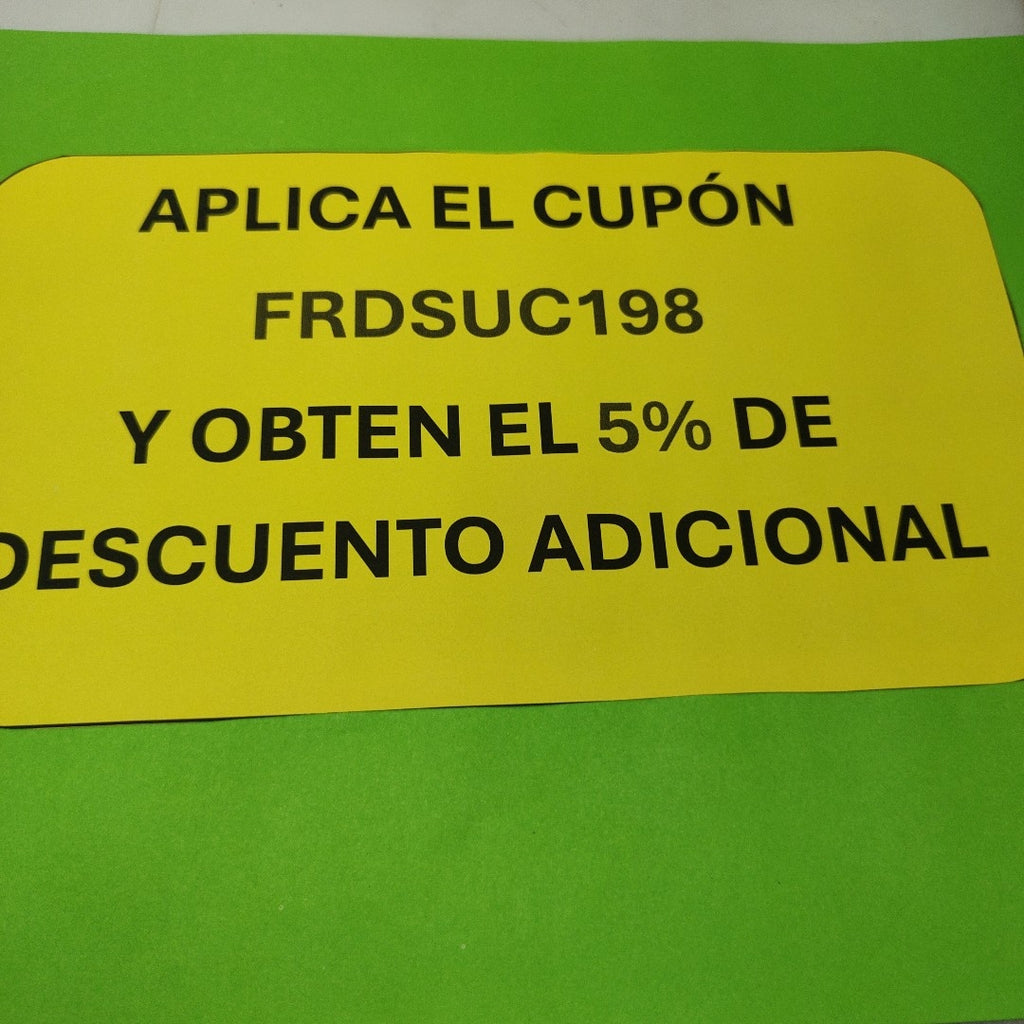 APLICA EL CUPÓN
FRDSUC198
Y OBTEN EL 5% DE
DESCUENTO ADICIONAL